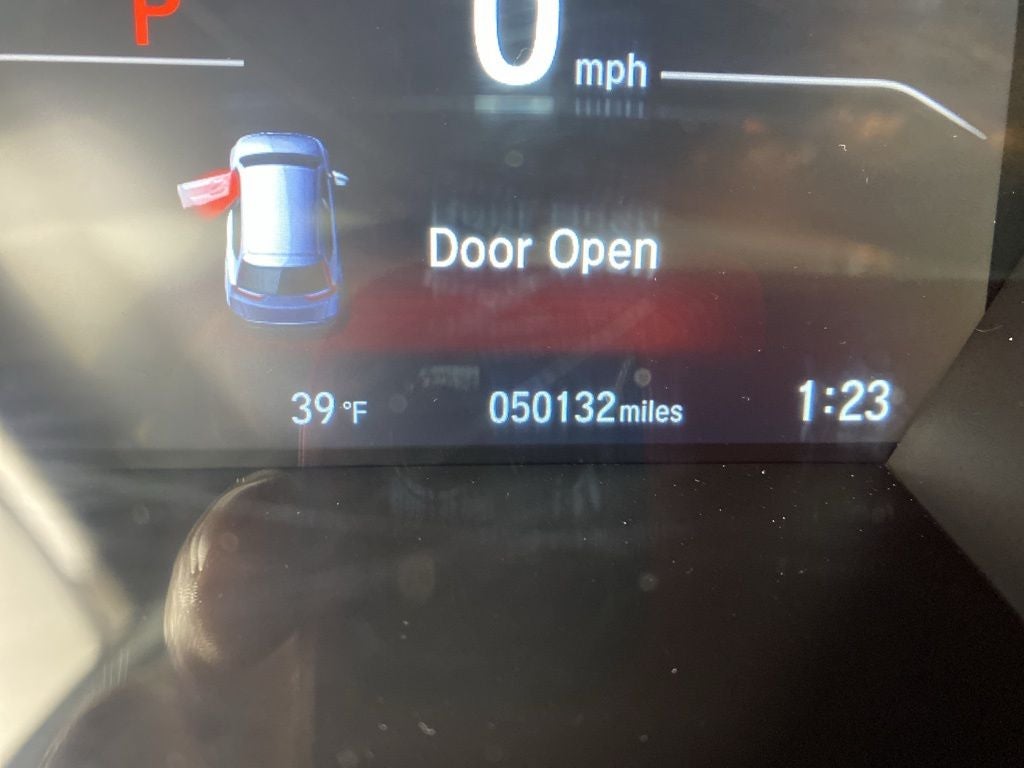 P
0 mph
Door Open
39 °F 050132 miles 1:23